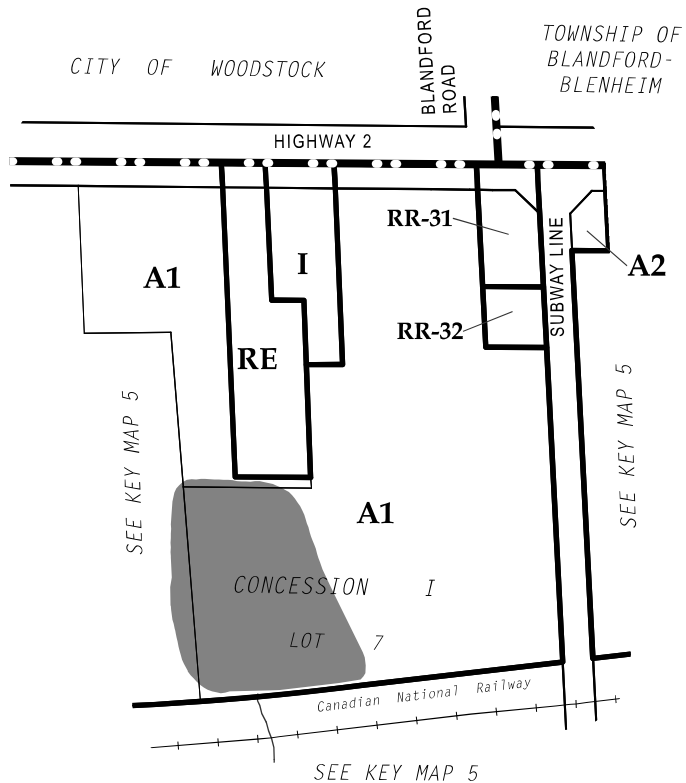 CITY OF WOODSTOCK
BLANDFORD
ROAD
TOWNSHIP OF
BLANDFORD-
BLENHEIM
HIGHWAY 2
RR-31
A1
I
A2
SUBWAY LINE
RR-32
RE
SEE KEY MAP 5
SEE KEY MAP 5
A1
CONCESSION I
LOT 7
Canadian National Railway
SEE KEY MAP 5